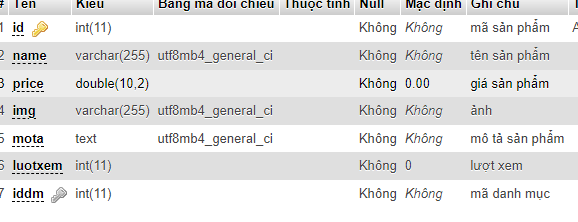 # Tên Kiểu Bảng mã đối chiếu Thuộc tính Null Mặc định Ghi chú
1 id int(11) Không Không mã sản phẩm A
2 name varchar(255) utf8mb4_general_ci Không Không tên sản phẩm
3 price double(10,2) Không 0.00 giá sản phẩm
4 img varchar(255) utf8mb4_general_ci Không Không ảnh
5 mota text utf8mb4_general_ci Không Không mô tả sản phẩm
6 luotxem int(11) Không 0 lượt xem
7 iddm int(11) Không Không mã danh mục